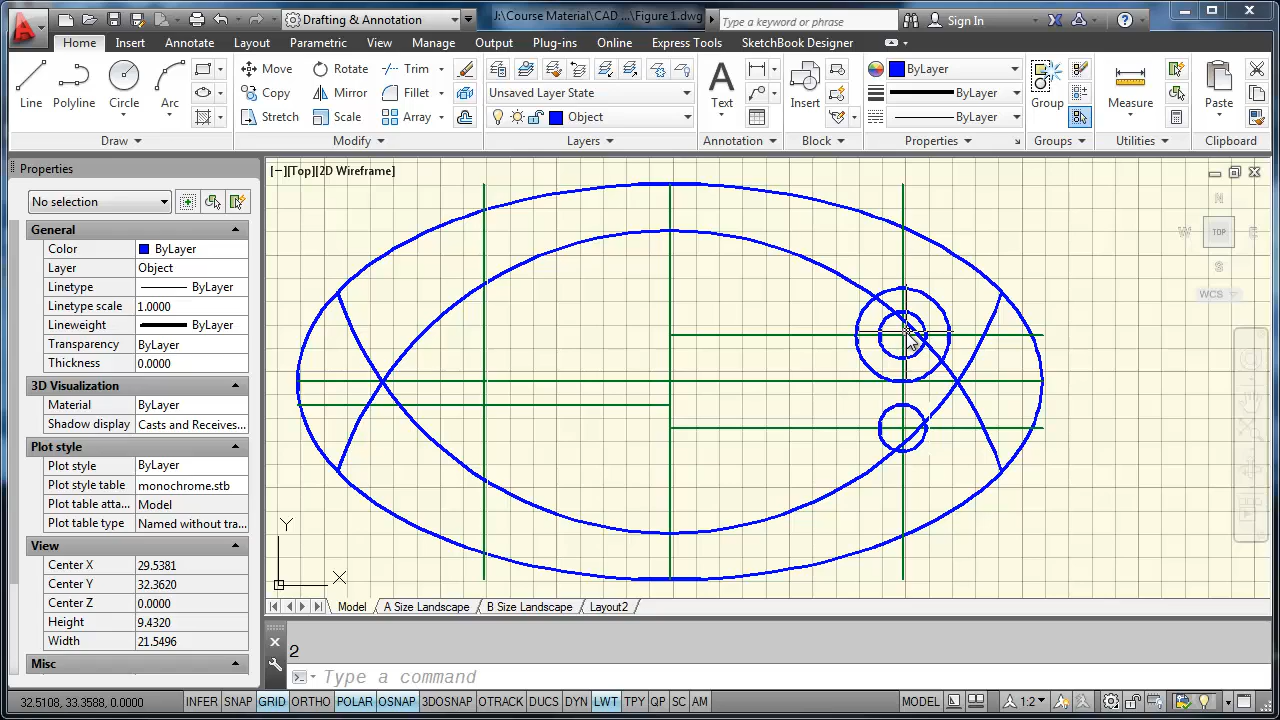 Drafting & Annotation
J:\Course Material\CAD ...\Figure 1.dwg
Type a keyword or phrase
Sign In
Home Insert Annotate Layout Parametric View Manage Output Plug-ins Online Express Tools SketchBook Designer
Line Polyline Circle Arc
Move Rotate Trim
Copy Mirror Fillet
Stretch Scale Array
Unsaved Layer State
Object
Text
Insert
ByLayer
ByLayer
ByLayer
Group
Measure
Paste
Draw Modify Layers Annotation Block Properties Groups Utilities Clipboard
Properties
No selection
General
Color ByLayer
Layer Object
Linetype ByLayer
Linetype scale 1.0000
Lineweight ByLayer
Transparency ByLayer
Thickness 0.0000
3D Visualization
Material ByLayer
Shadow display Casts and Receives...
Plot style
Plot style ByLayer
Plot style table monochrome.stb
Plot table atta... Model
Plot table type Named without tra...
View
Center X 29.5381
Center Y 32.3620
Center Z 0.0000
Height 9.4320
Width 21.5496
Misc
[−][Top][2D Wireframe]
N
W TOP E
S
WCS
Y
X
Model A Size Landscape B Size Landscape Layout2
2
Type a command
32.5108, 33.3588, 0.0000 INFER SNAP GRID ORTHO POLAR OSNAP 3DOSNAP OTRACK DUCS DYN LWT TPY QP SC AM MODEL 1:2